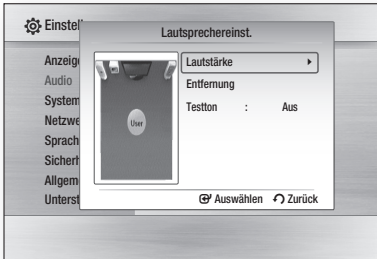 Einstell
Lautsprechereinst.
Anzeig
Audio
System
Netzwe
Sprach
Sicherh
Allgem
Unterst
User
Lautstärke
Entfernung
Testton : Aus
Auswählen Zurück